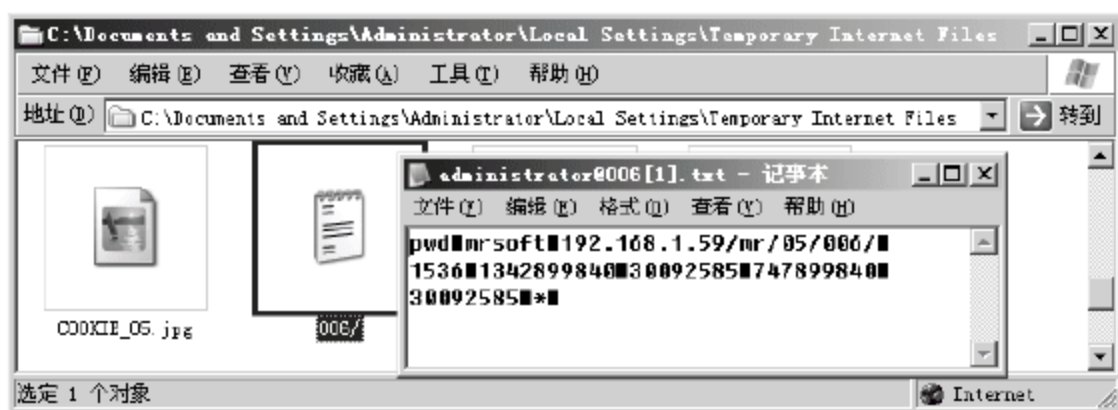 C:\Documents and Settings\Administrator\Local Settings\Temporary Internet Files
文件(F) 编辑(E) 查看(V) 收藏(A) 工具(T) 帮助(H)
地址(D) C:\Documents and Settings\Administrator\Local Settings\Temporary Internet Files 转到
administrator@006[1].txt - 记事本
文件(F) 编辑(E) 格式(O) 查看(V) 帮助(H)
pwd■mrsoft■192.168.1.59/mr/05/006/■
1536■1342899840■30092585■747899840■
30092585■*■
COOKIE_05.jpg
006/
选定 1 个对象
Internet